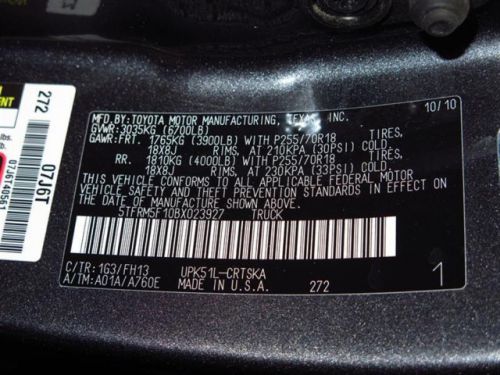 MFD.BY: TOYOTA MOTOR MANUFACTURING, TEXAS, INC. 10/10
GVWR: 3035KG (6700LB)
GAWR: FRT. 1765KG (3900LB) WITH P255/70R18 TIRES,
18X8J RIMS, AT 210KPA (30PSI) COLD.
RR. 1810KG (4000LB) WITH P255/70R18 TIRES,
18X8J RIMS, AT 230KPA (33PSI) COLD.
THIS VEHICLE CONFORMS TO ALL APPLICABLE FEDERAL MOTOR
VEHICLE SAFETY AND THEFT PREVENTION STANDARDS IN EFFECT ON
THE DATE OF MANUFACTURE SHOWN ABOVE.
5TFRM5F10BX023927 TRUCK
C/TR: 1G3/FH13 UPK51L-CRTSKA
A/TM: A01A/A760E MADE IN U.S.A. 272 1
272
07J6T
07J6140561
lbs.